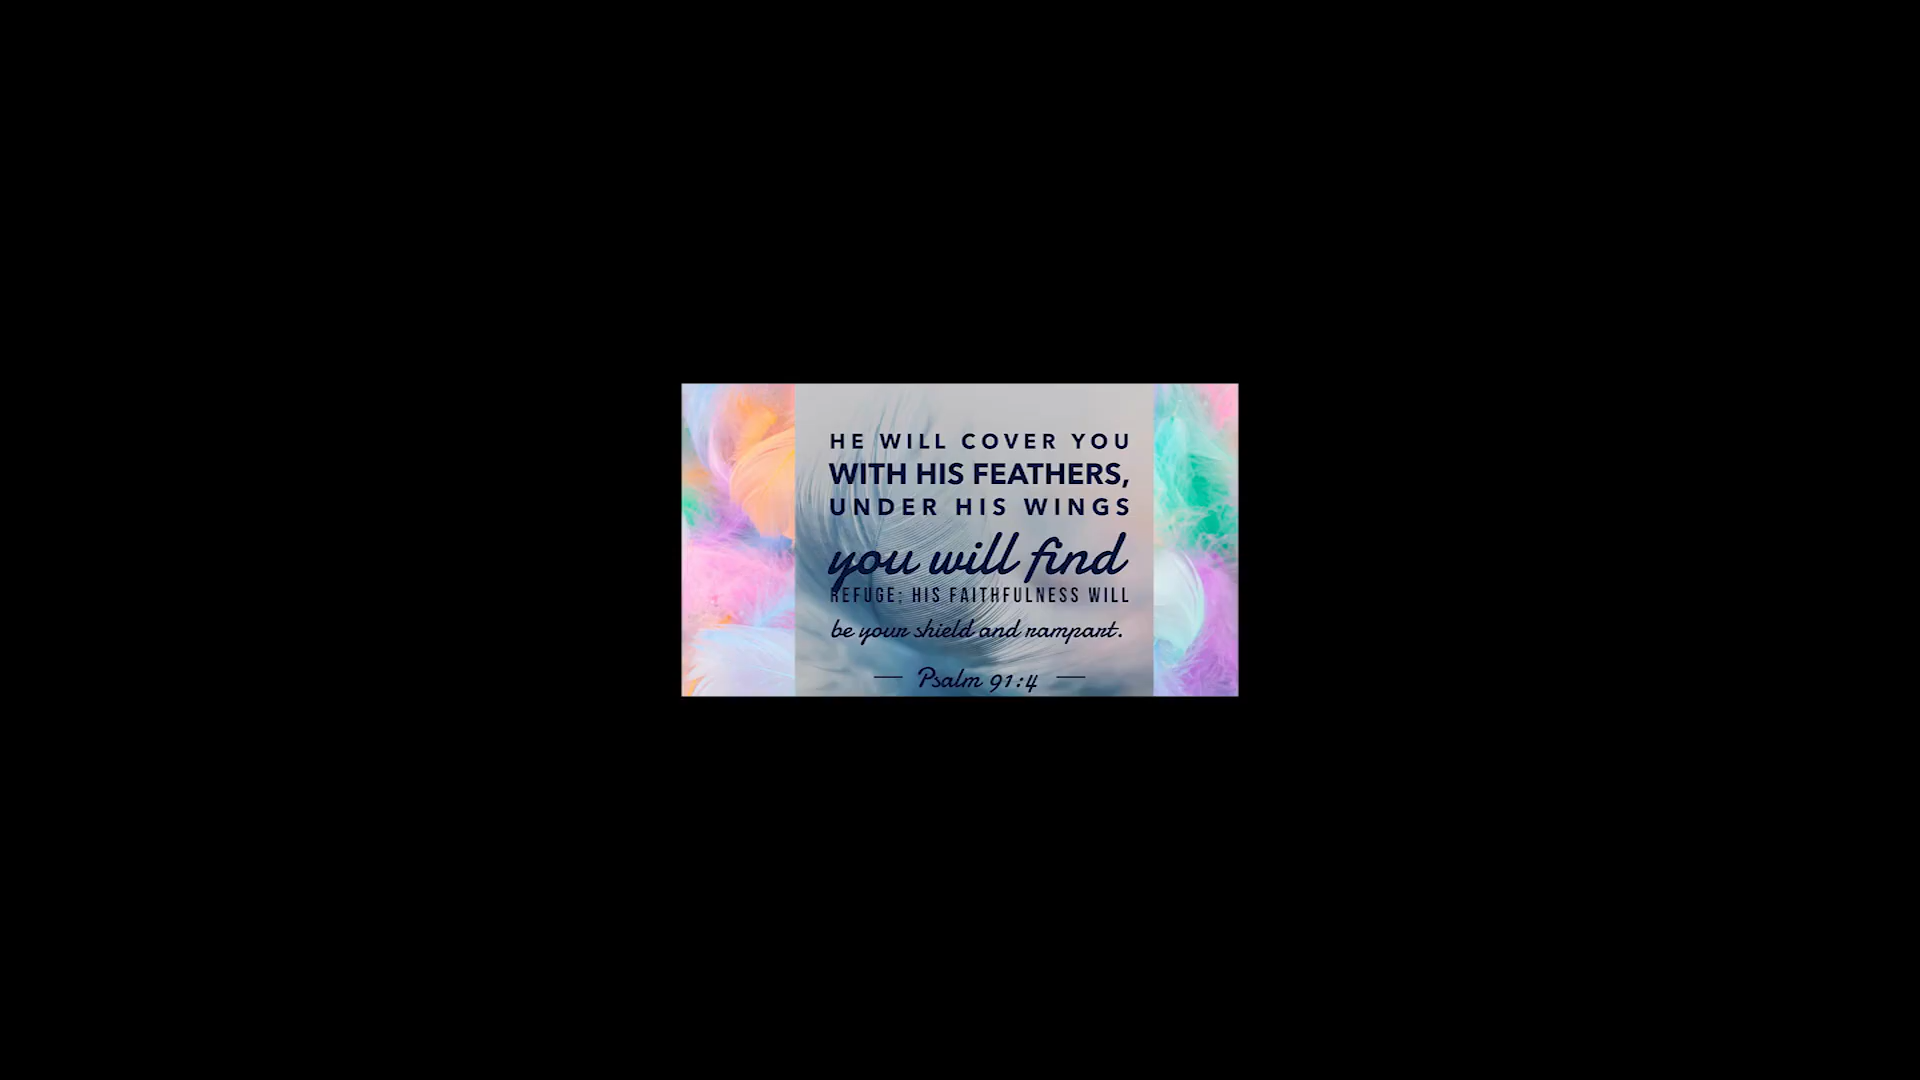 HE WILL COVER YOU
WITH HIS FEATHERS,
UNDER HIS WINGS
you will find
REFUGE; HIS FAITHFULNESS WILL
be your shield and rampart.
Psalm 91:4